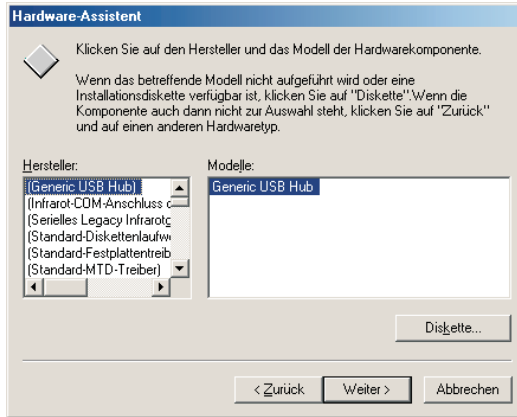 Hardware-Assistent
Klicken Sie auf den Hersteller und das Modell der Hardwarekomponente.
Wenn das betreffende Modell nicht aufgeführt wird oder eine
Installationsdiskette verfügbar ist, klicken Sie auf "Diskette".Wenn die
Komponente auch dann nicht zur Auswahl steht, klicken Sie auf "Zurück"
und auf einen anderen Hardwaretyp.
Hersteller:
(Generic USB Hub)
(Infrarot-COM-Anschluss
(Serielles Legacy
(Standard-Diskettenlaufw
(Standard-Festplattentreib
(Standard-MTD-Treiber)
Modelle:
Generic USB Hub
Diskette...
< Zurück
Weiter >
Abbrechen